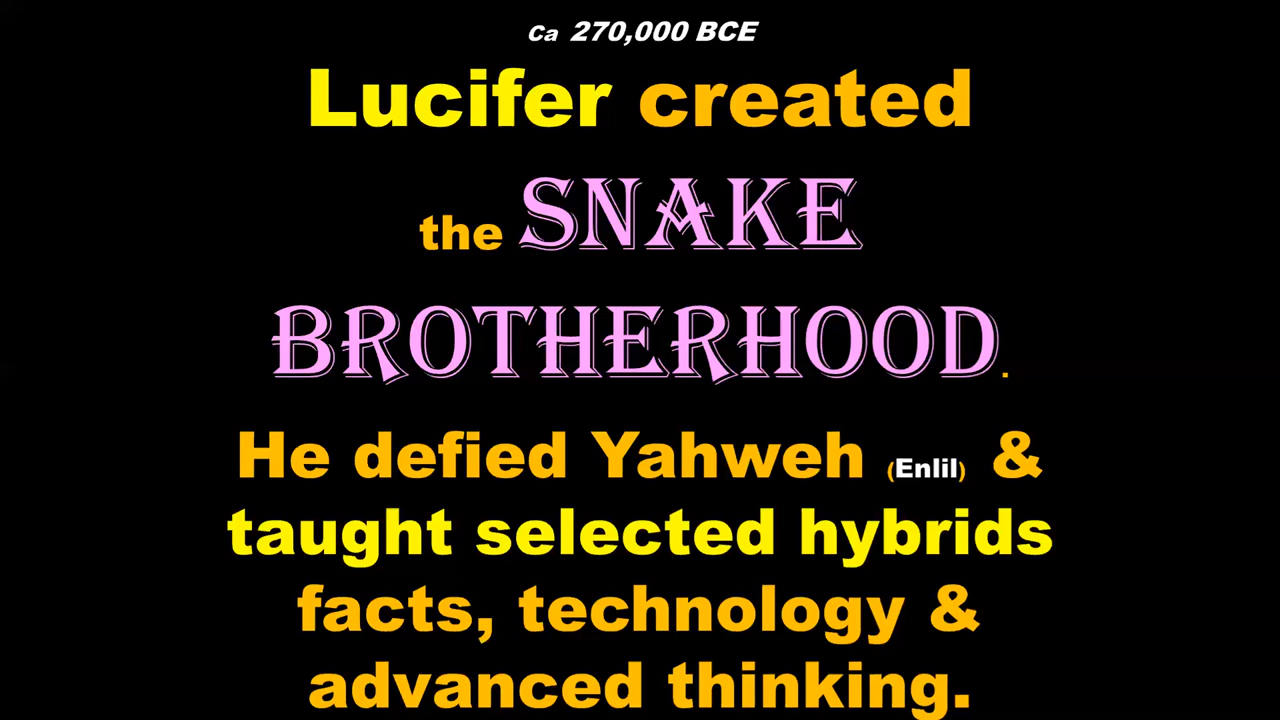 Ca 270,000 BCE
Lucifer created
the SNAKE
BROTHERHOOD.
He defied Yahweh (Enlil) &
taught selected hybrids
facts, technology &
advanced thinking.